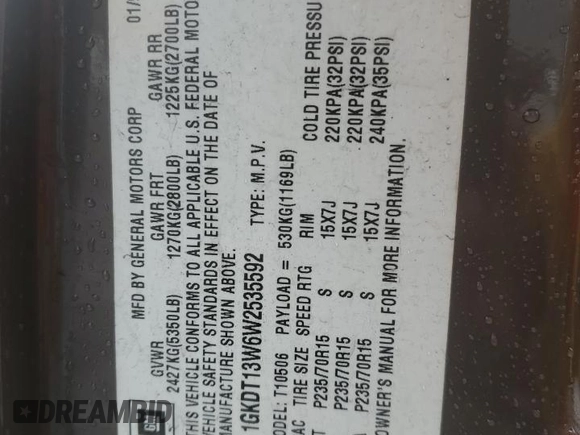 MFD BY GENERAL MOTORS CORP 01/
GVWR GAWR FRT GAWR RR
2427KG(5350LB) 1270KG(2800LB) 1225KG(2700LB)
THIS VEHICLE CONFORMS TO ALL APPLICABLE U.S. FEDERAL MOTO
VEHICLE SAFETY STANDARDS IN EFFECT ON THE DATE OF
MANUFACTURE SHOWN ABOVE.
1GKDT13W6W2535592 TYPE: M.P.V.
MODEL: T10506 PAYLOAD = 530KG(1169LB)
TIRE SIZE SPEED RTG RIM COLD TIRE PRESSU
P235/70R15 S 15X7J 220KPA(32PSI)
P235/70R15 S 15X7J 220KPA(32PSI)
P235/70R15 S 15X7J 240KPA(35PSI)
OWNER'S MANUAL FOR MORE INFORMATION.
DREAMBID